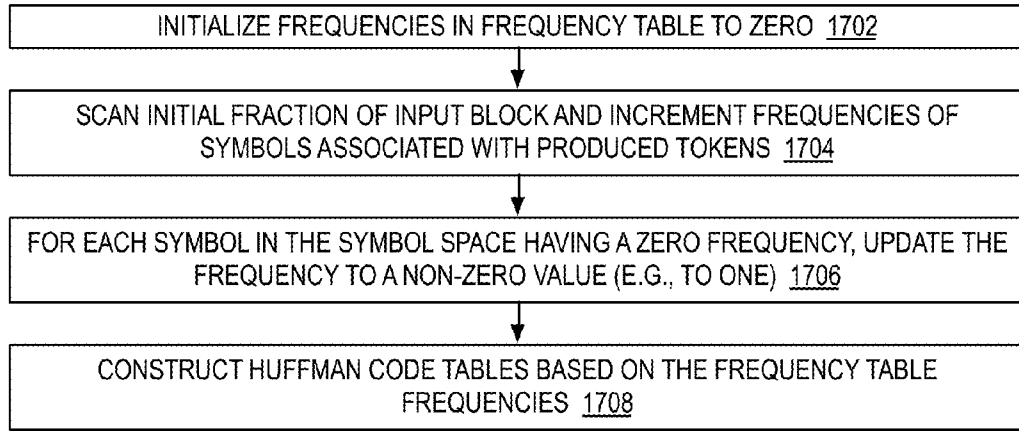 INITIALIZE FREQUENCIES IN FREQUENCY TABLE TO ZERO 1702
SCAN INITIAL FRACTION OF INPUT BLOCK AND INCREMENT FREQUENCIES OF
SYMBOLS ASSOCIATED WITH PRODUCED TOKENS 1704
FOR EACH SYMBOL IN THE SYMBOL SPACE HAVING A ZERO FREQUENCY, UPDATE THE
FREQUENCY TO A NON-ZERO VALUE (E.G., TO ONE) 1706
CONSTRUCT HUFFMAN CODE TABLES BASED ON THE FREQUENCY TABLE
FREQUENCIES 1708